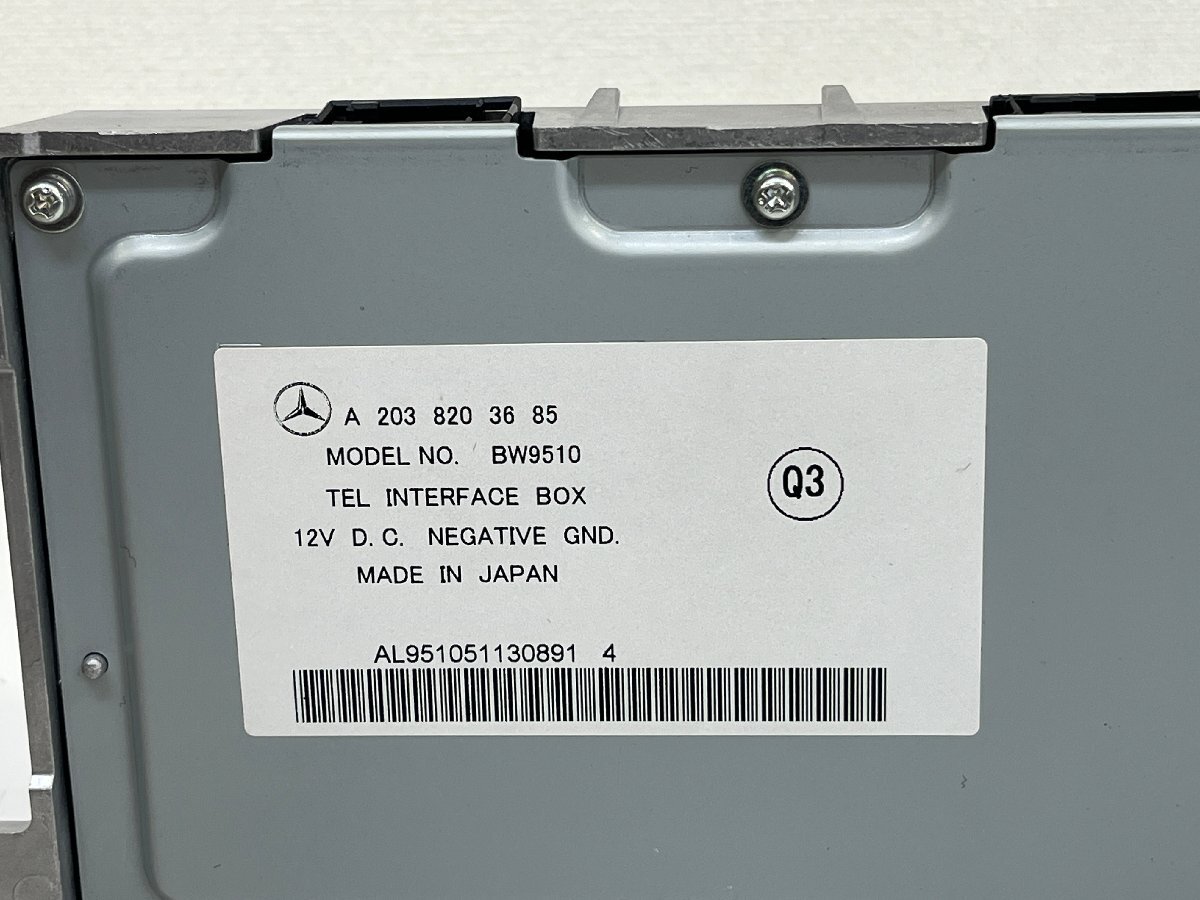 A 203 820 36 85
MODEL NO. BW9510
TEL INTERFACE BOX
12V D.C. NEGATIVE GND.
MADE IN JAPAN
Q3
AL951051130891 4